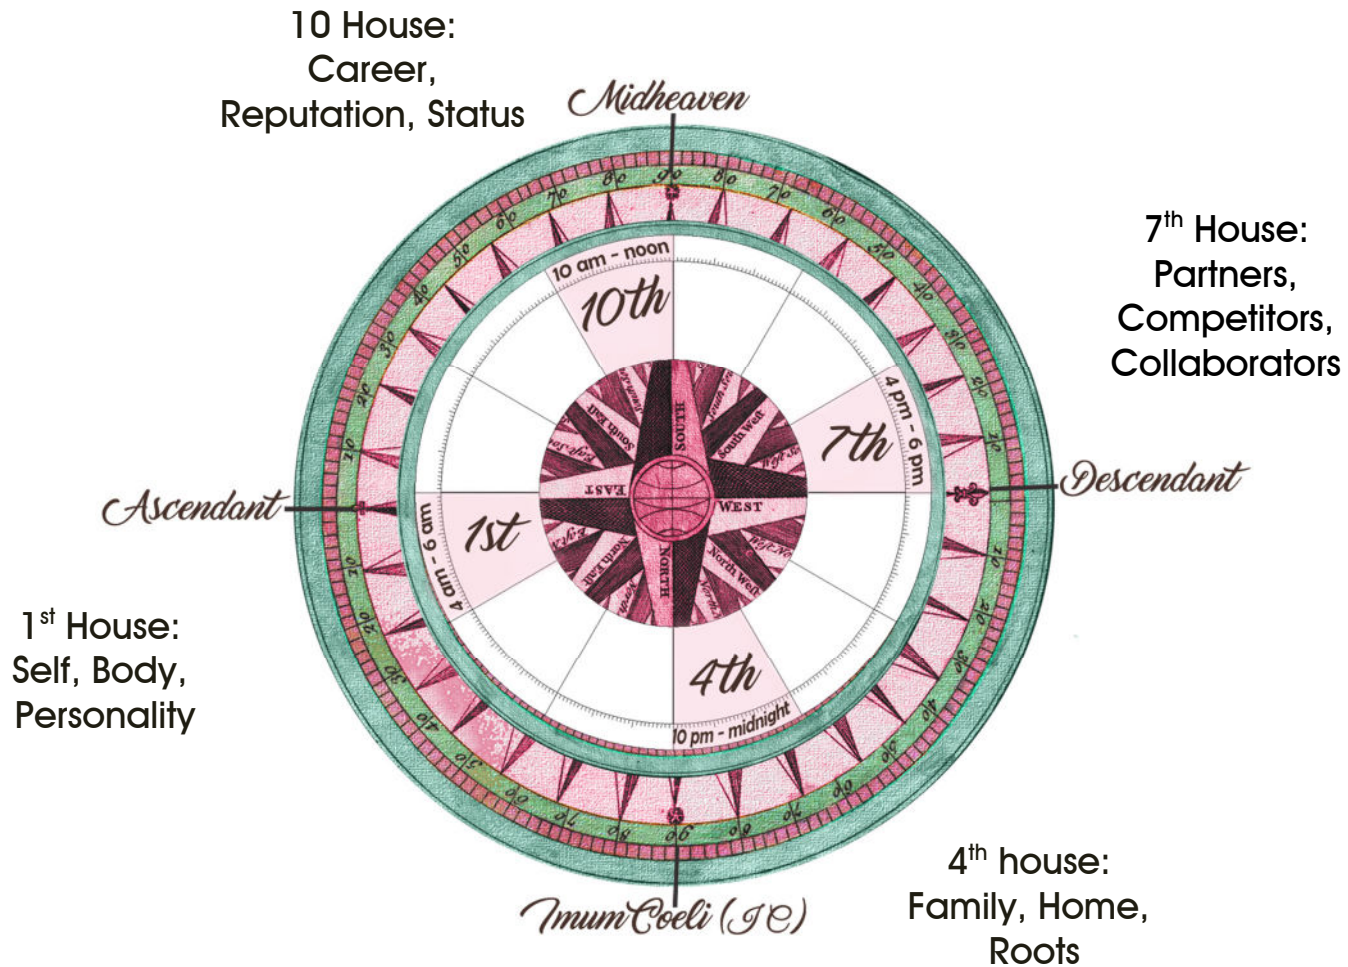 10 House:
Career,
Reputation, Status
Midheaven
7th House:
Partners,
Competitors,
Collaborators
10 am - noon
10th
4 pm - 6 pm
7th
SOUTH
South West
South East
EAST
WEST
North East
North West
NORTH
Ascendant
Descendant
1st
4 am - 6 am
1st House:
Self, Body,
Personality
4th
10 pm - midnight
Imum Coeli (IC)
4th house:
Family, Home,
Roots